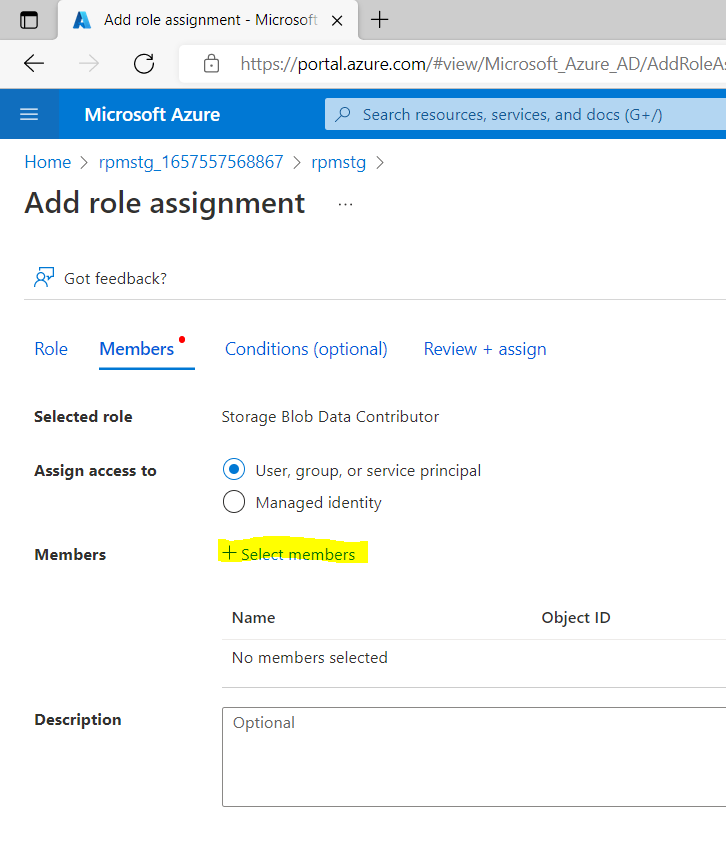 Add role assignment - Microsoft
https://portal.azure.com/#view/Microsoft_Azure_AD/AddRoleAs
Microsoft Azure
Search resources, services, and docs (G+/)
Home > rpmstg_1657557568867 > rpmstg >
Add role assignment ...
Got feedback?
Role Members Conditions (optional) Review + assign
Selected role Storage Blob Data Contributor
Assign access to User, group, or service principal
Managed identity
Members + Select members
Name Object ID
No members selected
Description Optional